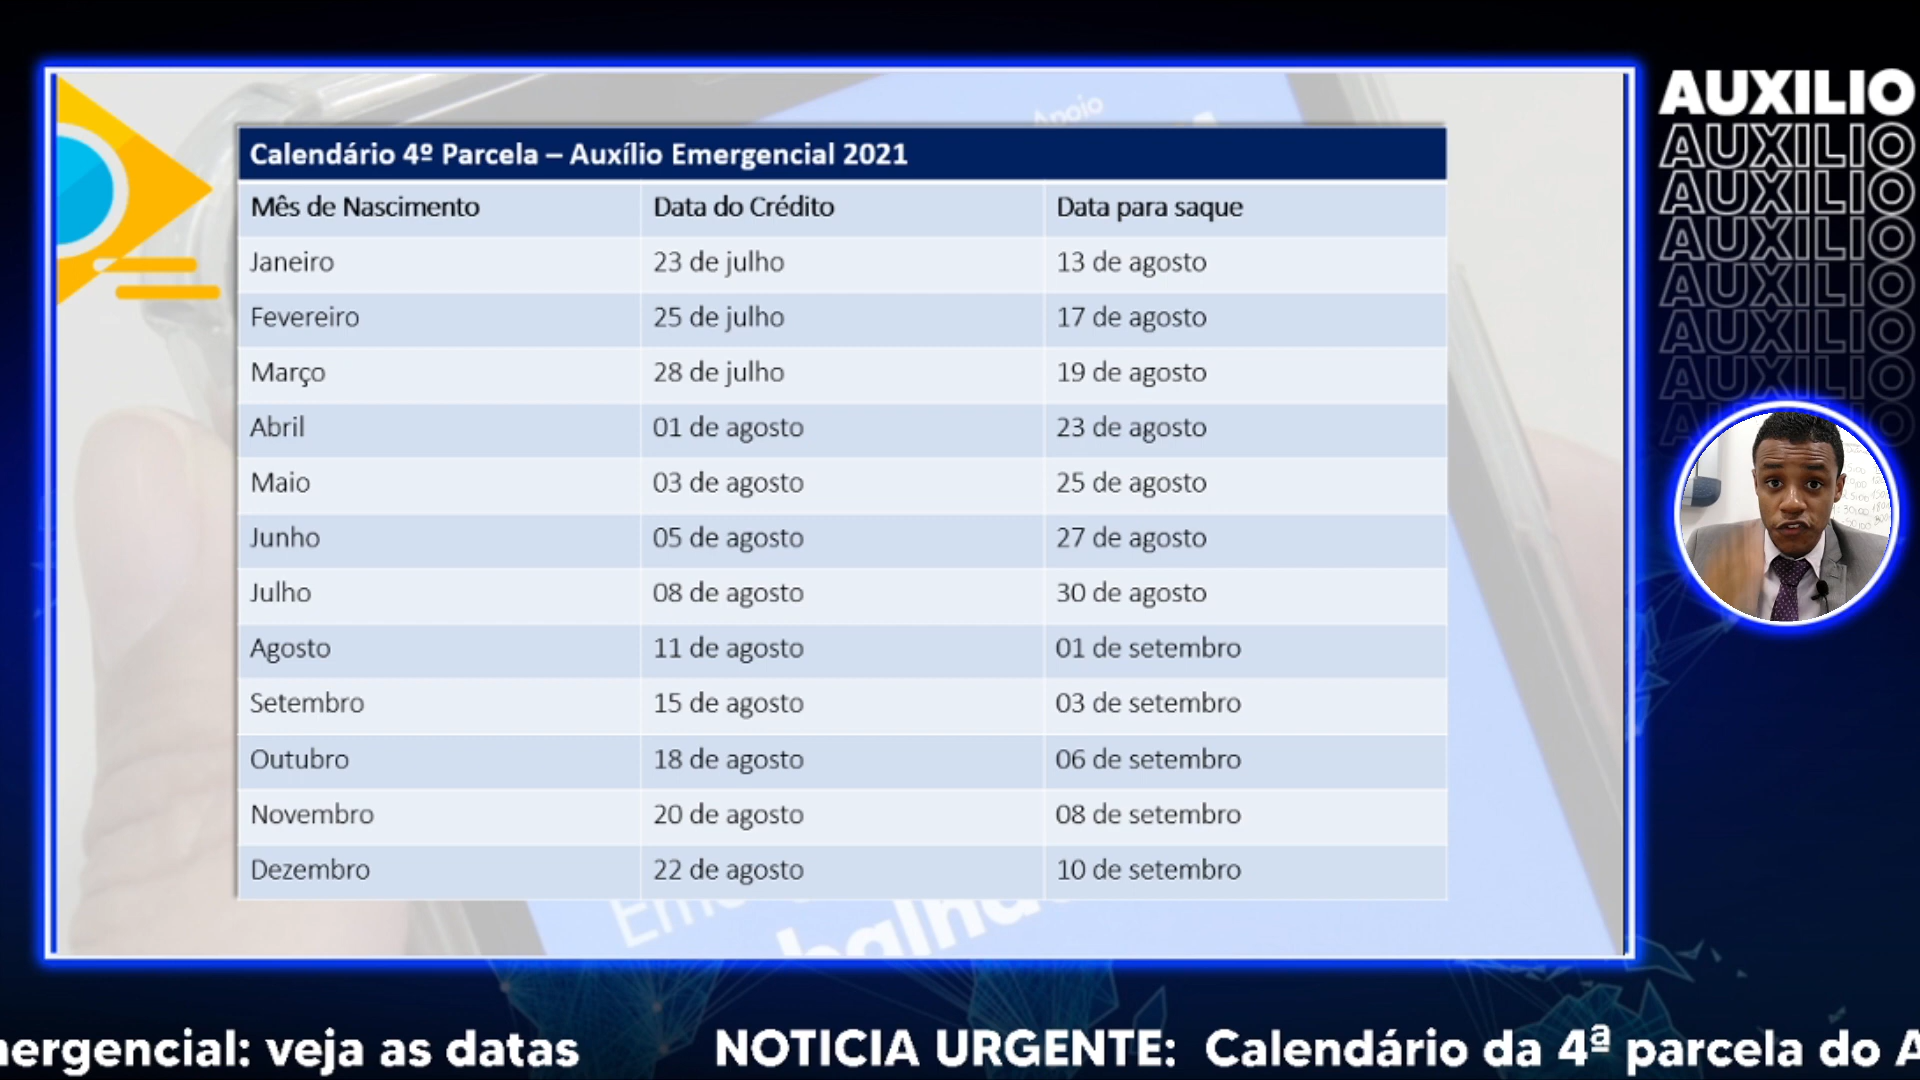 AUXILIO
AUXILIO
AUXILIO
AUXILIO
AUXILIO
AUXILIO
AUXILIO
Apoio
Calendário 4º Parcela – Auxílio Emergencial 2021
Mês de Nascimento Data do Crédito Data para saque
Janeiro 23 de julho 13 de agosto
Fevereiro 25 de julho 17 de agosto
Março 28 de julho 19 de agosto
Abril 01 de agosto 23 de agosto
Maio 03 de agosto 25 de agosto
Junho 05 de agosto 27 de agosto
Julho 08 de agosto 30 de agosto
Agosto 11 de agosto 01 de setembro
Setembro 15 de agosto 03 de setembro
Outubro 18 de agosto 06 de setembro
Novembro 20 de agosto 08 de setembro
Dezembro 22 de agosto 10 de setembro
mergencial: veja as datas NOTICIA URGENTE: Calendário da 4ª parcela do A